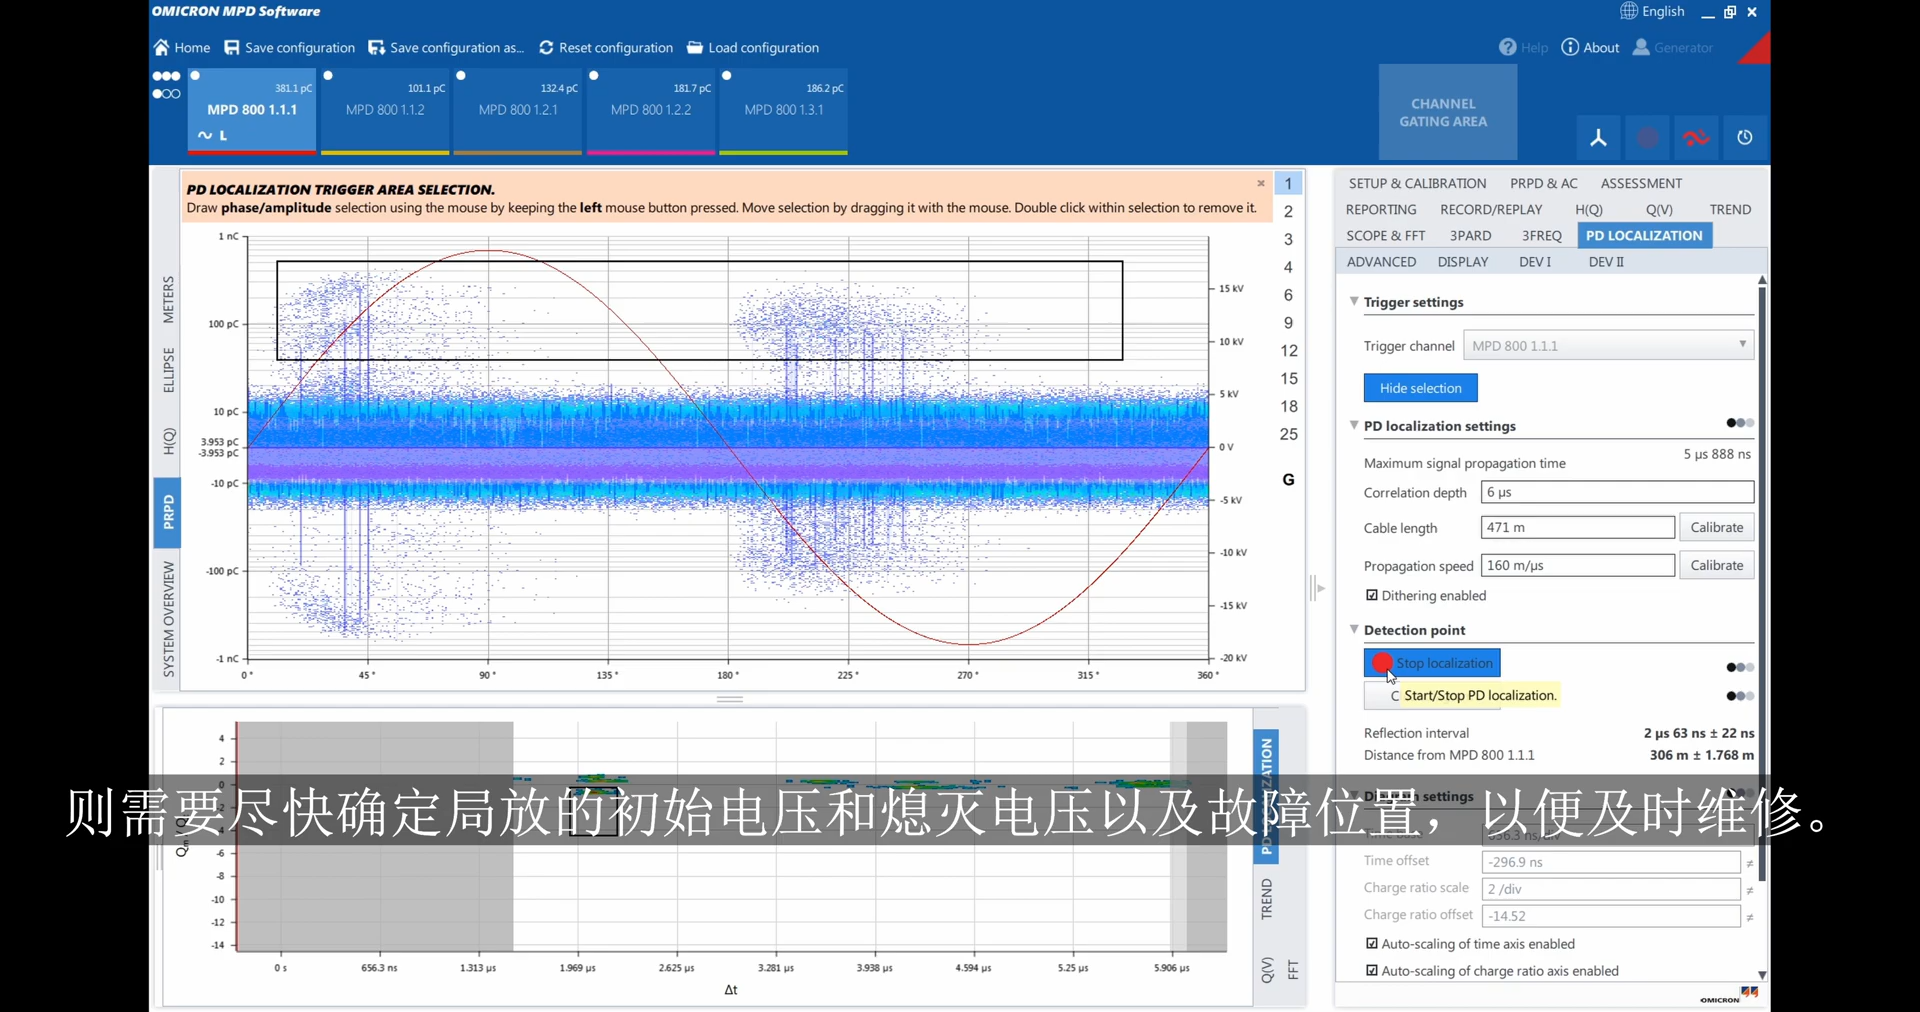 OMICRON MPD Software
English
Home
Save configuration
Save configuration as...
Reset configuration
Load configuration
Help
About
Generator
381.1 pC
MPD 800 1.1.1
L
101.1 pC
MPD 800 1.1.2
132.4 pC
MPD 800 1.2.1
181.7 pC
MPD 800 1.2.2
186.2 pC
MPD 800 1.3.1
CHANNEL
GATING AREA
PD LOCALIZATION TRIGGER AREA SELECTION.
Draw phase/amplitude selection using the mouse by keeping the left mouse button pressed. Move selection by dragging it with the mouse. Double click within selection to remove it.
METERS
ELLIPSE
H(Q)
PRPD
SYSTEM OVERVIEW
1 nC
100 pC
10 pC
3.953 pC
-3.953 pC
-10 pC
-100 pC
-1 nC
0 °
45 °
90 °
135 °
180 °
225 °
270 °
315 °
360 °
15 kV
10 kV
5 kV
0 V
-5 kV
-10 kV
-15 kV
-20 kV
1
2
3
4
6
9
12
15
18
25
G
SETUP & CALIBRATION
PRPD & AC
ASSESSMENT
REPORTING
RECORD/REPLAY
H(Q)
Q(V)
TREND
SCOPE & FFT
3PARD
3FREQ
PD LOCALIZATION
ADVANCED
DISPLAY
DEV I
DEV II
Trigger settings
Trigger channel
MPD 800 1.1.1
Hide selection
PD localization settings
Maximum signal propagation time
5 µs 888 ns
Correlation depth
6 µs
Cable length
471 m
Calibrate
Propagation speed
160 m/µs
Calibrate
Dithering enabled
Detection point
Stop localization
C
Start/Stop PD localization.
Reflection interval
2 µs 63 ns ± 22 ns
Distance from MPD 800 1.1.1
306 m ± 1.768 m
4
2
0
-6
-8
-10
-12
-14
0 s
656.3 ns
1.313 µs
1.969 µs
2.625 µs
3.281 µs
3.938 µs
4.594 µs
5.25 µs
5.906 µs
Δt
TREND
Q(V)
FFT
则需要尽快确定局放的初始电压和熄灭电压以及故障位置，以便及时维修。
Time offset
-296.9 ns
Charge ratio scale
2 /div
Charge ratio offset
-14.52
Auto-scaling of time axis enabled
Auto-scaling of charge ratio axis enabled
OMICRON